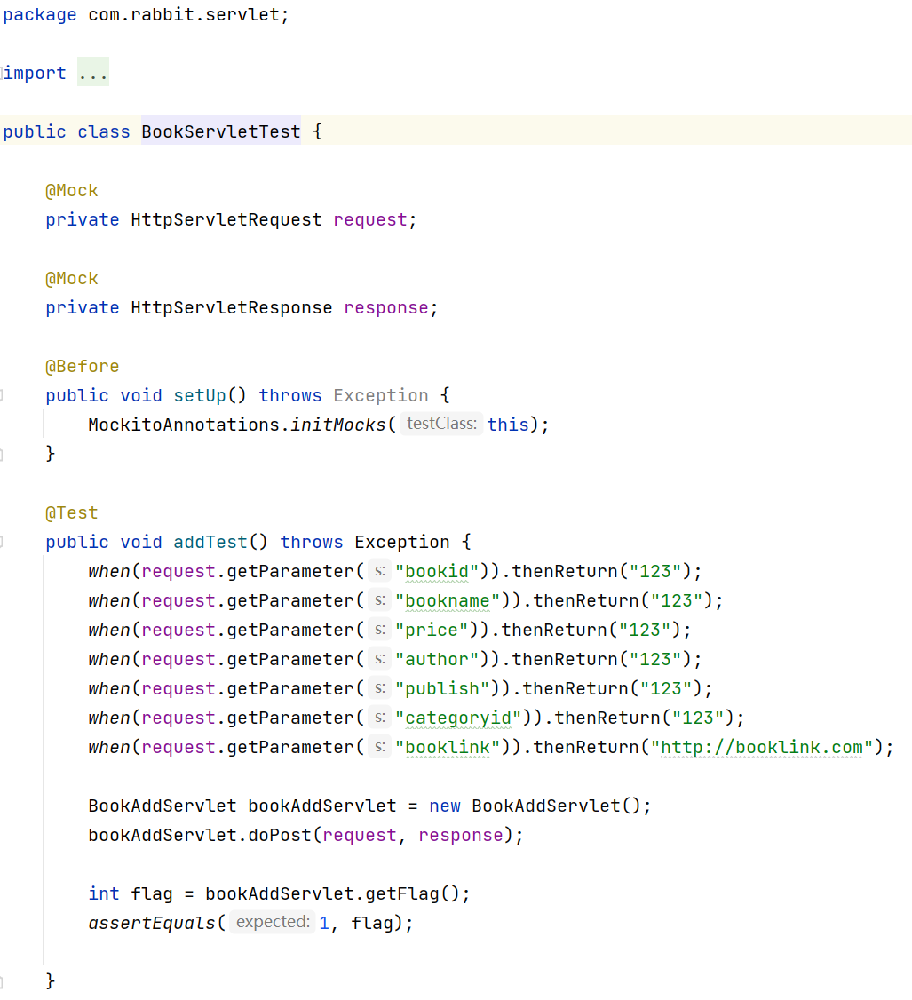 package com.rabbit.servlet;
import ...
public class BookServletTest {
@Mock
private HttpServletRequest request;
@Mock
private HttpServletResponse response;
@Before
public void setUp() throws Exception {
MockitoAnnotations.initMocks( testClass: this);
}
@Test
public void addTest() throws Exception {
when(request.getParameter( s: "bookid")).thenReturn("123");
when(request.getParameter( s: "bookname")).thenReturn("123");
when(request.getParameter( s: "price")).thenReturn("123");
when(request.getParameter( s: "author")).thenReturn("123");
when(request.getParameter( s: "publish")).thenReturn("123");
when(request.getParameter( s: "categoryid")).thenReturn("123");
when(request.getParameter( s: "booklink")).thenReturn("http://booklink.com");
BookAddServlet bookAddServlet = new BookAddServlet();
bookAddServlet.doPost(request, response);
int flag = bookAddServlet.getFlag();
assertEquals( expected: 1, flag);
}